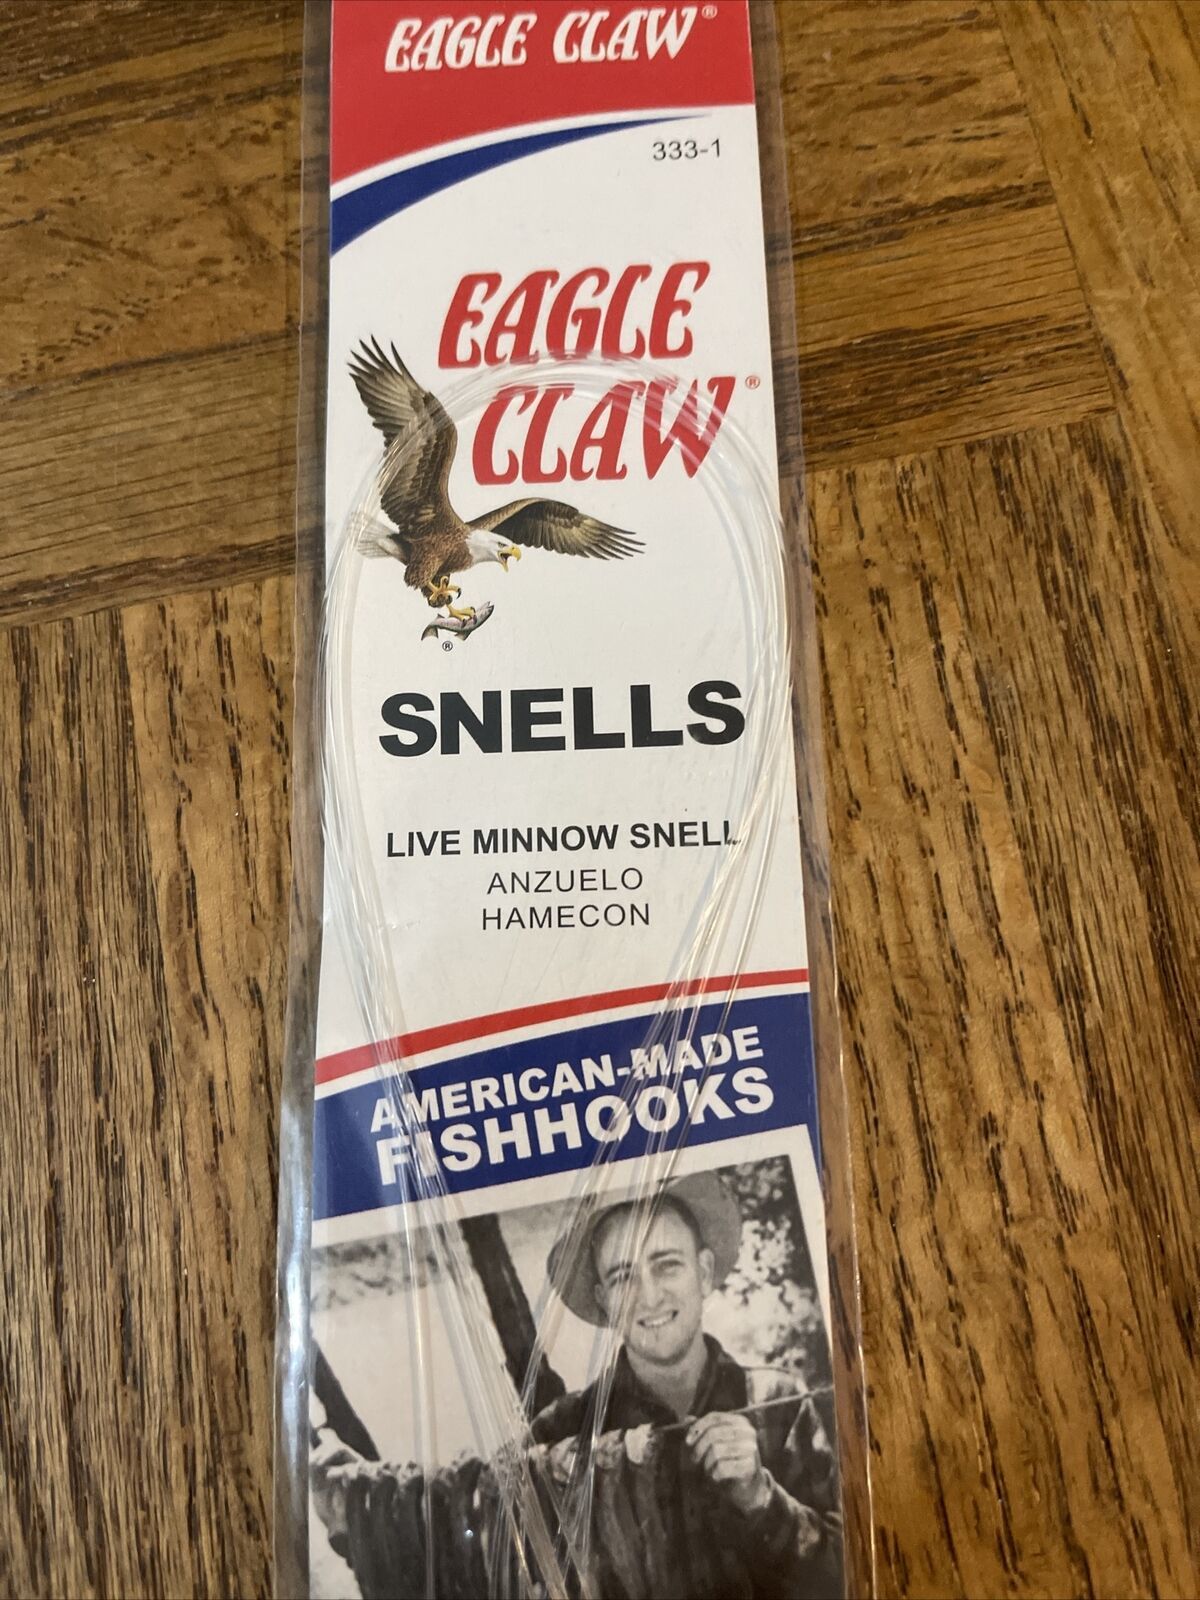 EAGLE CLAW®
333-1
EAGLE
CLAW®
®
SNELLS
LIVE MINNOW SNELL
ANZUELO
HAMECON
AMERICAN-MADE
FISHHOOKS